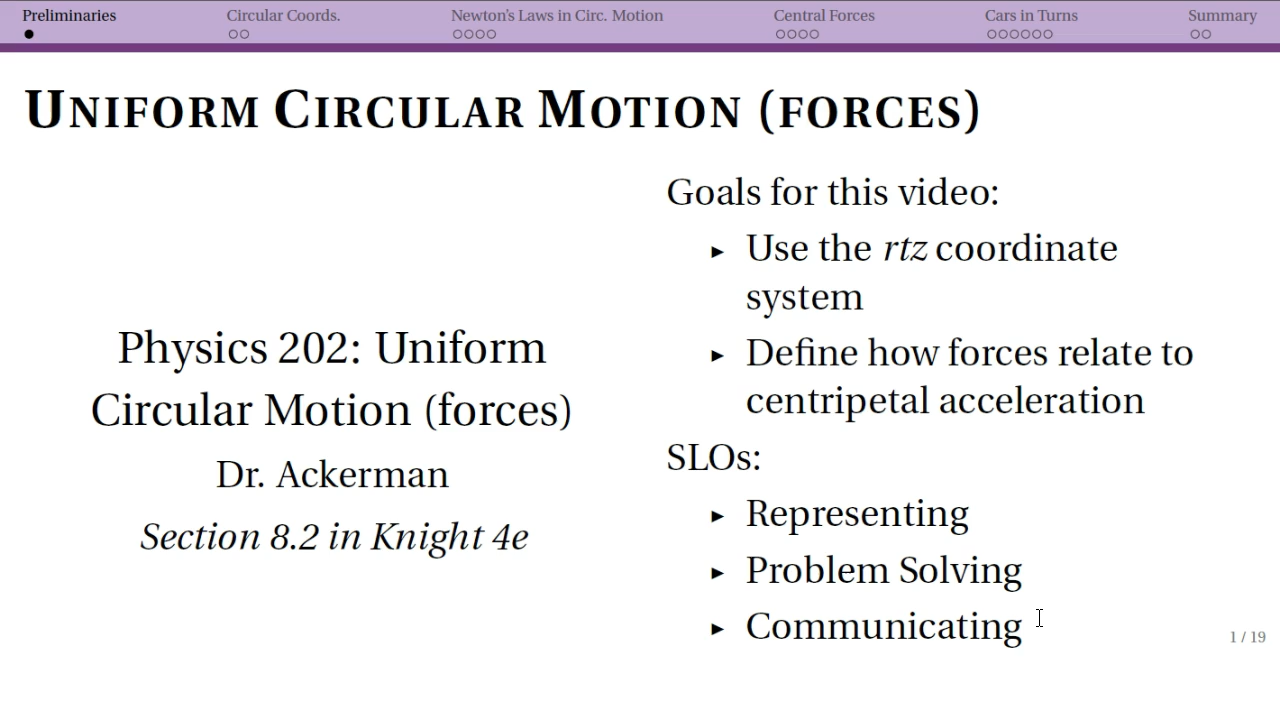 Preliminaries
Circular Coords.
Newton's Laws in Circ. Motion
Central Forces
Cars in Turns
Summary
UNIFORM CIRCULAR MOTION (FORCES)
Physics 202: Uniform
Circular Motion (forces)
Dr. Ackerman
Section 8.2 in Knight 4e
Goals for this video:
▸ Use the rtz coordinate
system
▸ Define how forces relate to
centripetal acceleration
SLOs:
▸ Representing
▸ Problem Solving
▸ Communicating
1 / 19